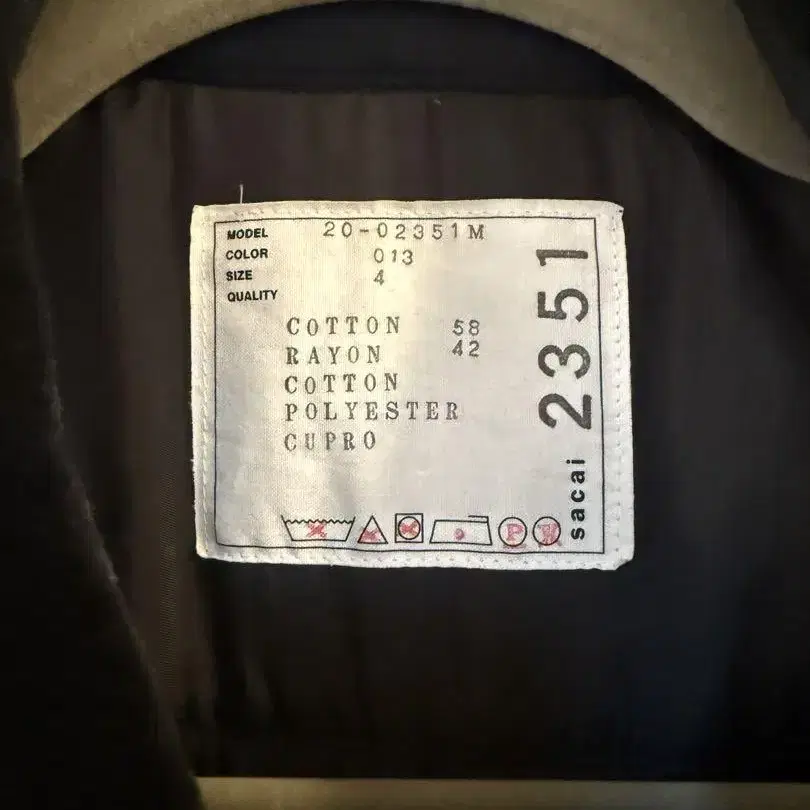 MODEL 20-02351M
COLOR 013
SIZE 4
QUALITY
COTTON 58
RAYON 42
COTTON
POLYESTER
CUPRO
P W
sacai 2351